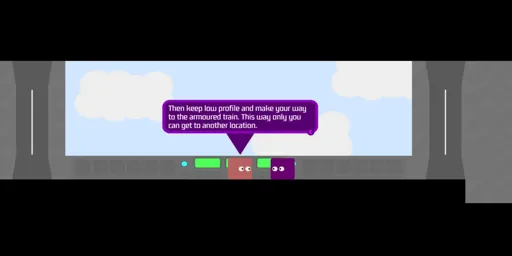 Then keep low profile and make your way
to the armoured train. This way only you
can get to another location.